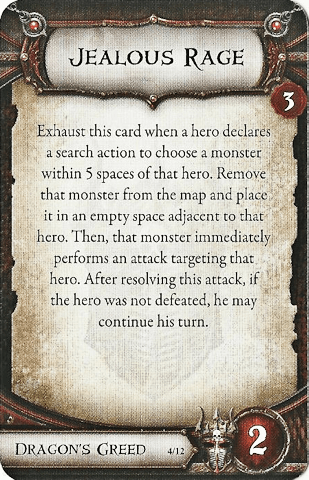 JEALOUS RAGE
3
Exhaust this card when a hero declares
a search action to choose a monster
within 5 spaces of that hero. Remove
that monster from the map and place
it in an empty space adjacent to that
hero. Then, that monster immediately
performs an attack targeting that
hero. After resolving this attack, if
the hero was not defeated, he may
continue his turn.
DRAGON'S GREED 4/12
2